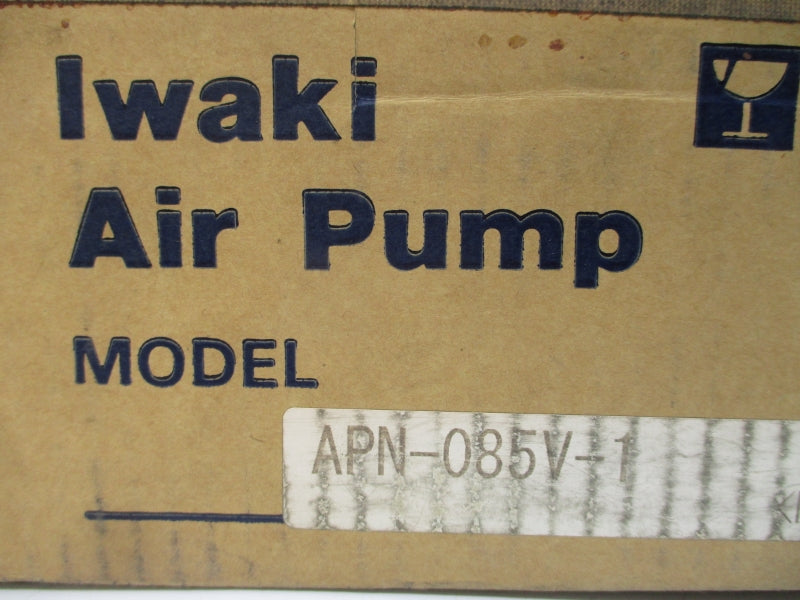 Iwaki
Air Pump
MODEL
APN-085V-1